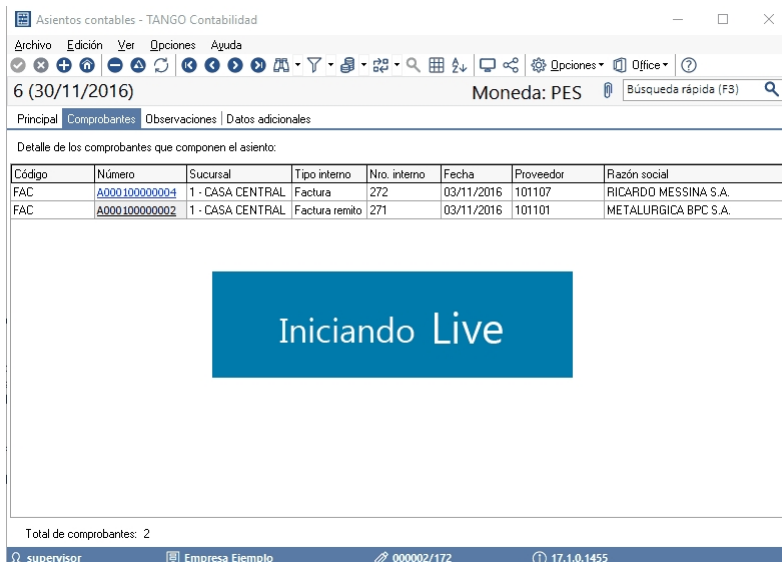 Asientos contables - TANGO Contabilidad
Archivo Edición Ver Opciones Ayuda
Opciones Office
6 (30/11/2016) Moneda: PES Búsqueda rápida (F3)
Principal Comprobantes Observaciones Datos adicionales
Detalle de los comprobantes que componen el asiento:
Código Número Sucursal Tipo interno Nro. interno Fecha Proveedor Razón social
FAC A000100000004 1 - CASA CENTRAL Factura 272 03/11/2016 101107 RICARDO MESSINA S.A.
FAC A000100000002 1 - CASA CENTRAL Factura remito 271 03/11/2016 101101 METALURGICA BPC S.A.
Iniciando Live
Total de comprobantes: 2
supervisor Empresa Ejemplo 000002/172 17.1.0.1455